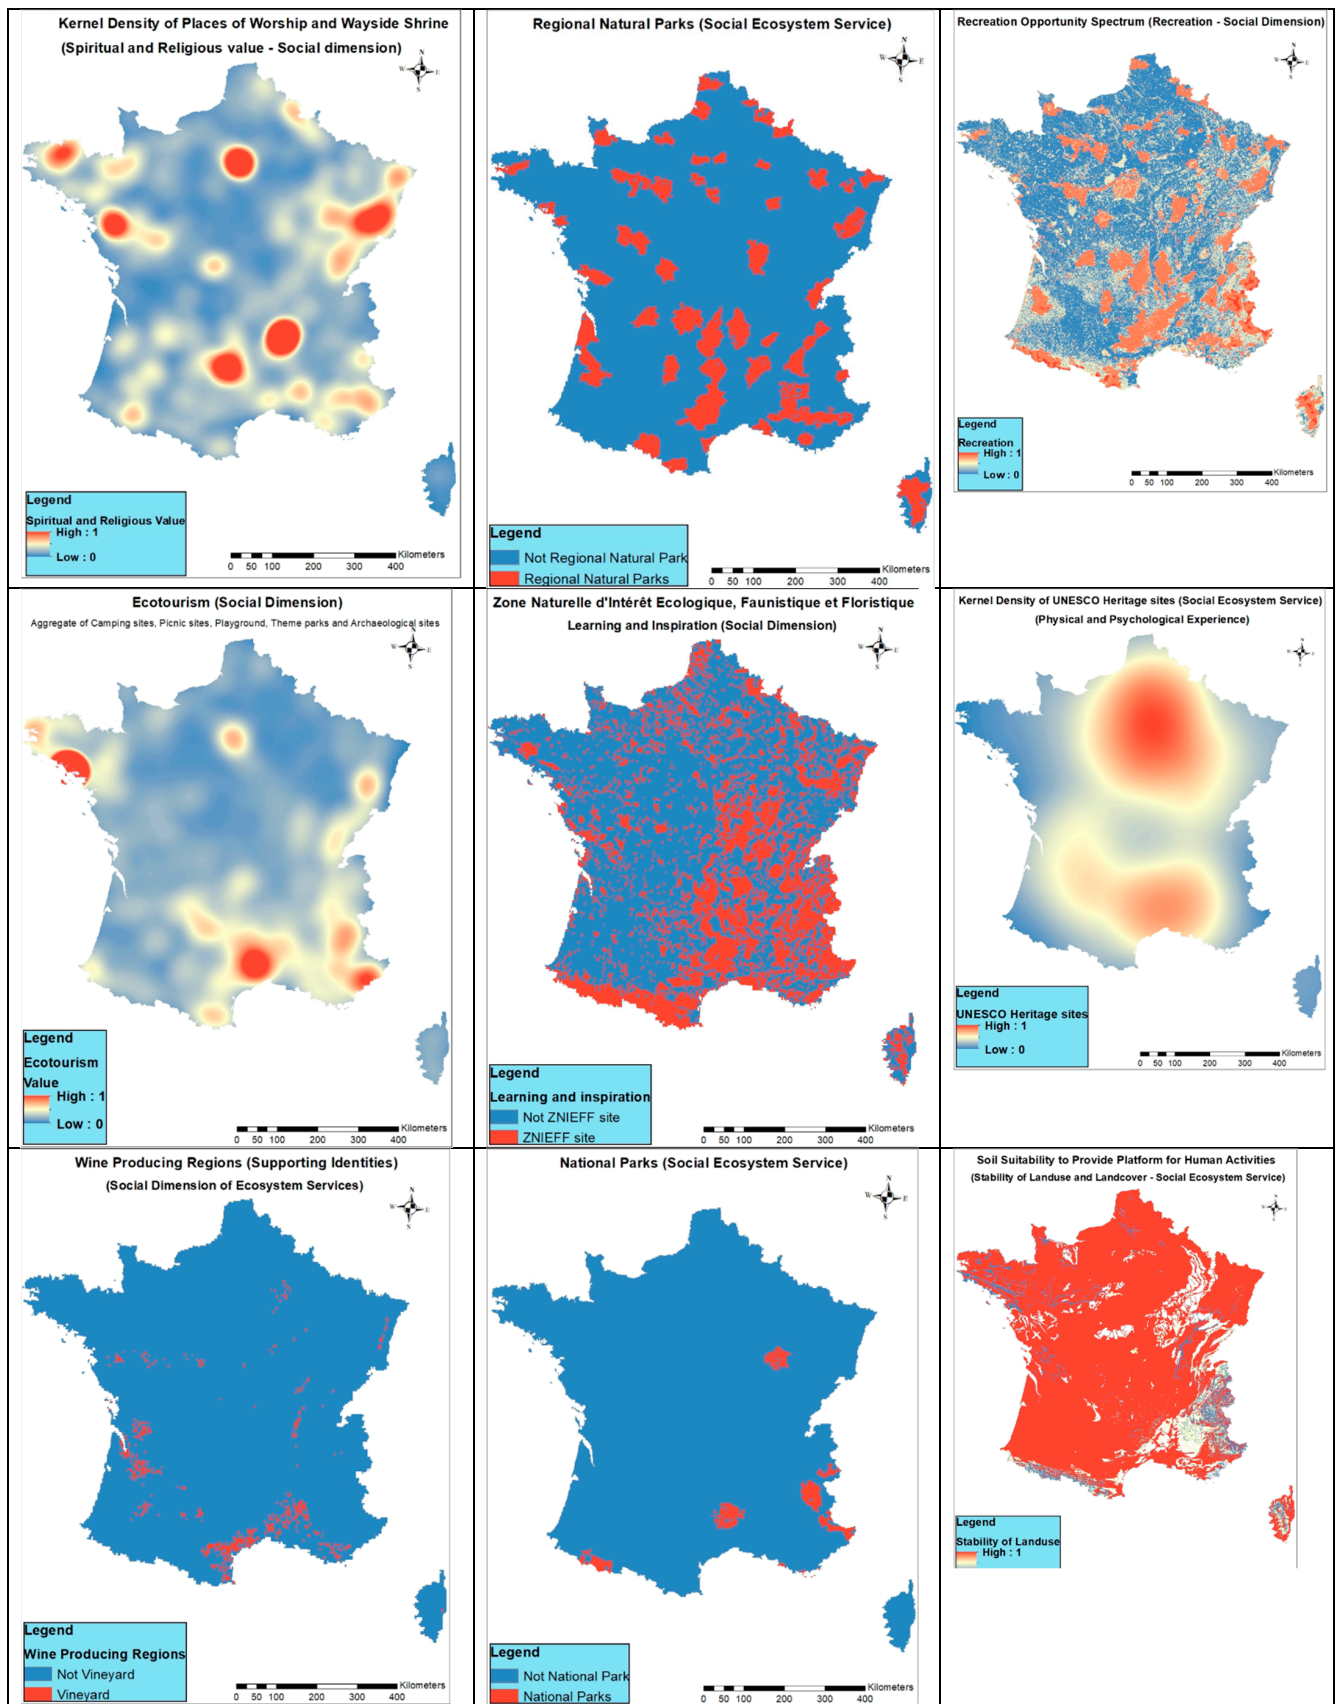 Kernel Density of Places of Worship and Wayside Shrine
(Spiritual and Religious value - Social dimension)
N
W
E
S
Legend
Spiritual and Religious Value
High : 1
Low : 0
Kilometers
0 50 100 200 300 400
Regional Natural Parks (Social Ecosystem Service)
N
W
E
S
Legend
Not Regional Natural Park
Regional Natural Parks
Kilometers
0 50 100 200 300 400
Recreation Opportunity Spectrum (Recreation - Social Dimension)
N
W
E
S
Legend
Recreation
High : 1
Low : 0
Kilometers
0 50 100 200 300 400
Ecotourism (Social Dimension)
Aggregate of Camping sites, Picnic sites, Playground, Theme parks and Archaeological sites
N
W
E
S
Legend
Ecotourism
Value
High : 1
Low : 0
Kilometers
0 50 100 200 300 400
Zone Naturelle d'Intérêt Ecologique, Faunistique et Floristique
Learning and Inspiration (Social Dimension)
N
W
E
S
Legend
Learning and inspiration
Not ZNIEFF site
ZNIEFF site
Kilometers
0 50 100 200 300 400
Kernel Density of UNESCO Heritage sites (Social Ecosystem Service)
(Physical and Psychological Experience)
N
W
E
S
Legend
UNESCO Heritage sites
High : 1
Low : 0
Kilometers
0 50 100 200 300 400
Wine Producing Regions (Supporting Identities)
(Social Dimension of Ecosystem Services)
N
W
E
S
Legend
Wine Producing Regions
Not Vineyard
Vineyard
Kilometers
0 50 100 200 300 400
National Parks (Social Ecosystem Service)
N
W
E
S
Legend
Not National Park
National Parks
Kilometers
0 50 100 200 300 400
Soil Suitability to Provide Platform for Human Activities
(Stability of Landuse and Landcover - Social Ecosystem Service)
N
W
E
S
Legend
Stability of Landuse
High : 1